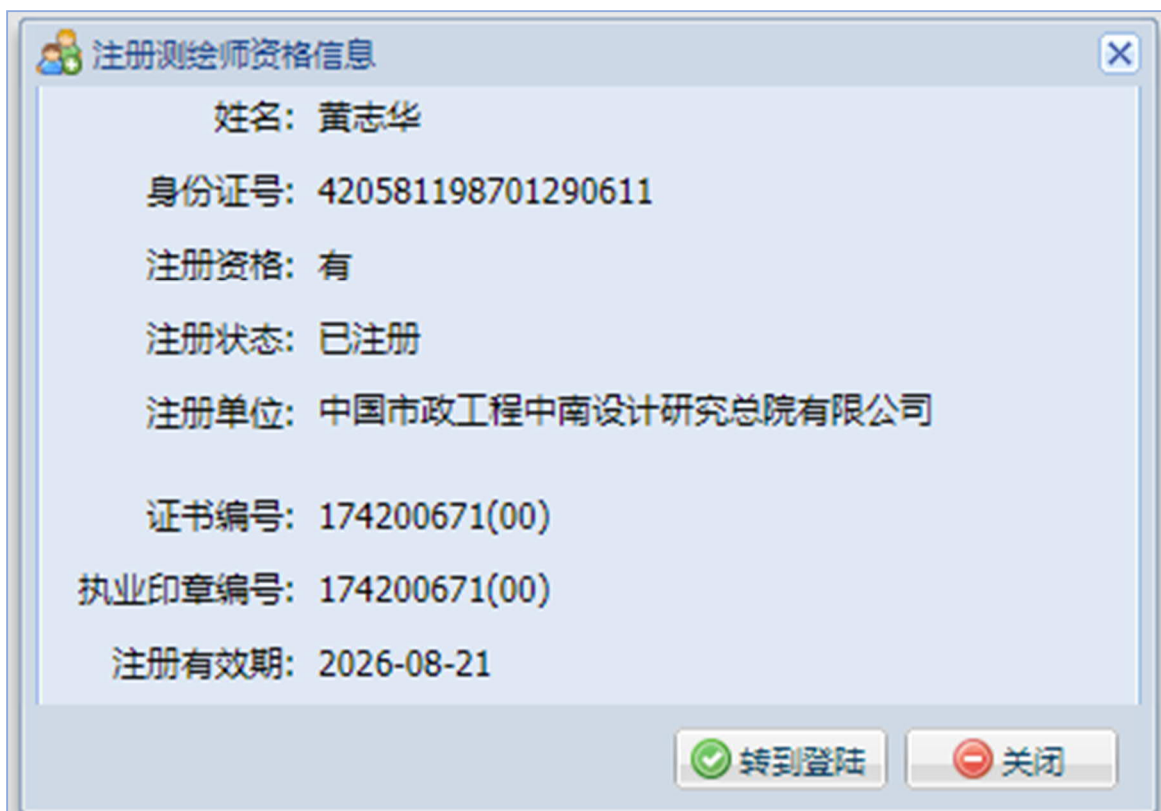 注册测绘师资格信息
姓名: 黄志华
身份证号: 420581198701290611
注册资格: 有
注册状态: 已注册
注册单位: 中国市政工程中南设计研究总院有限公司
证书编号: 174200671(00)
执业印章编号: 174200671(00)
注册有效期: 2026-08-21
转到登陆 关闭